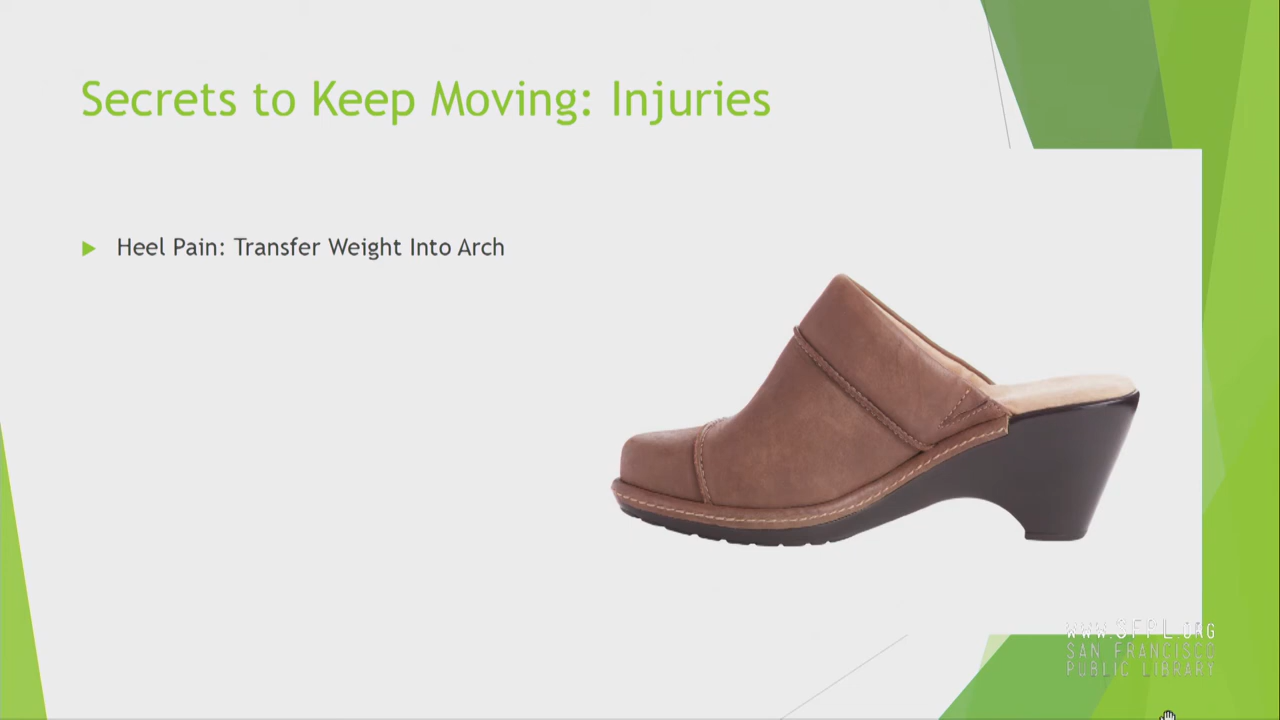 Secrets to Keep Moving: Injuries
Heel Pain: Transfer Weight Into Arch
WWW.SFPL.ORG
SAN FRANCISCO
PUBLIC LIBRARY